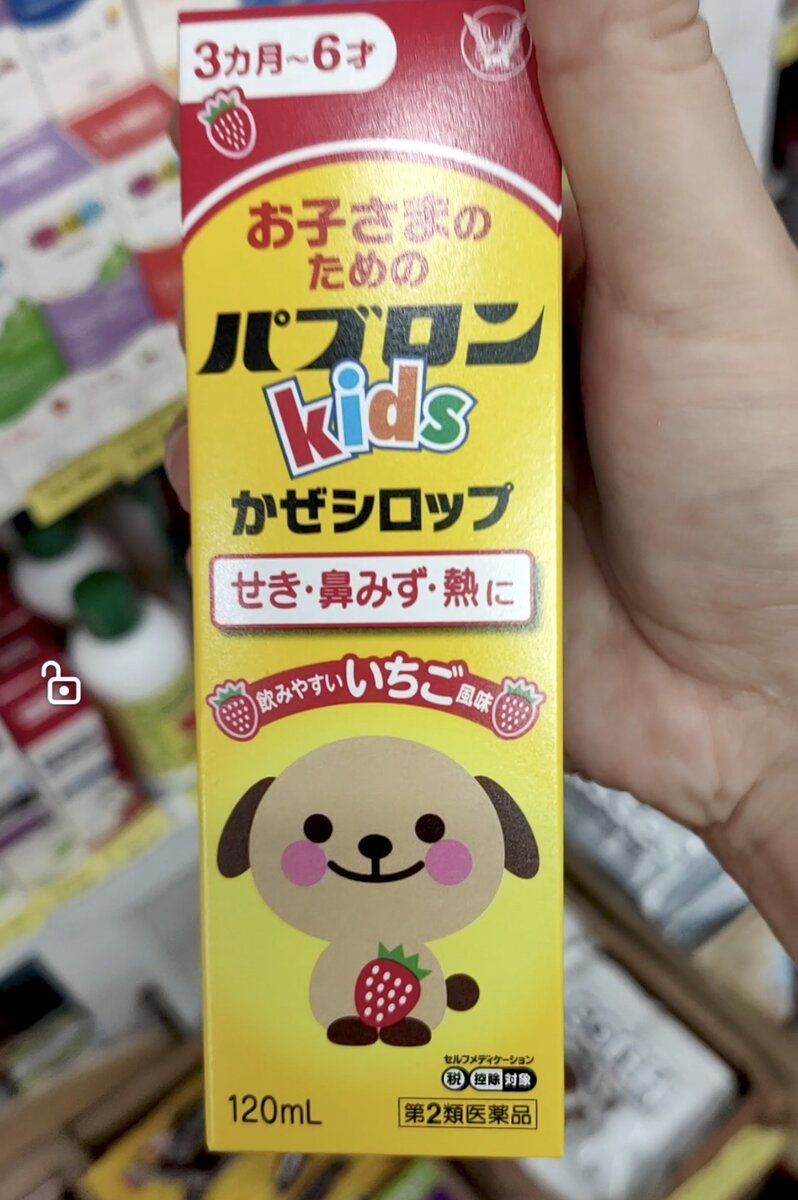 3カ月~6才
お子さまの
ための
パブロン
kids
かぜシロップ
せき・鼻みず・熱に
飲みやすいいちご風味
セルフメディケーション
税 控除 対象
120mL
第2類医薬品